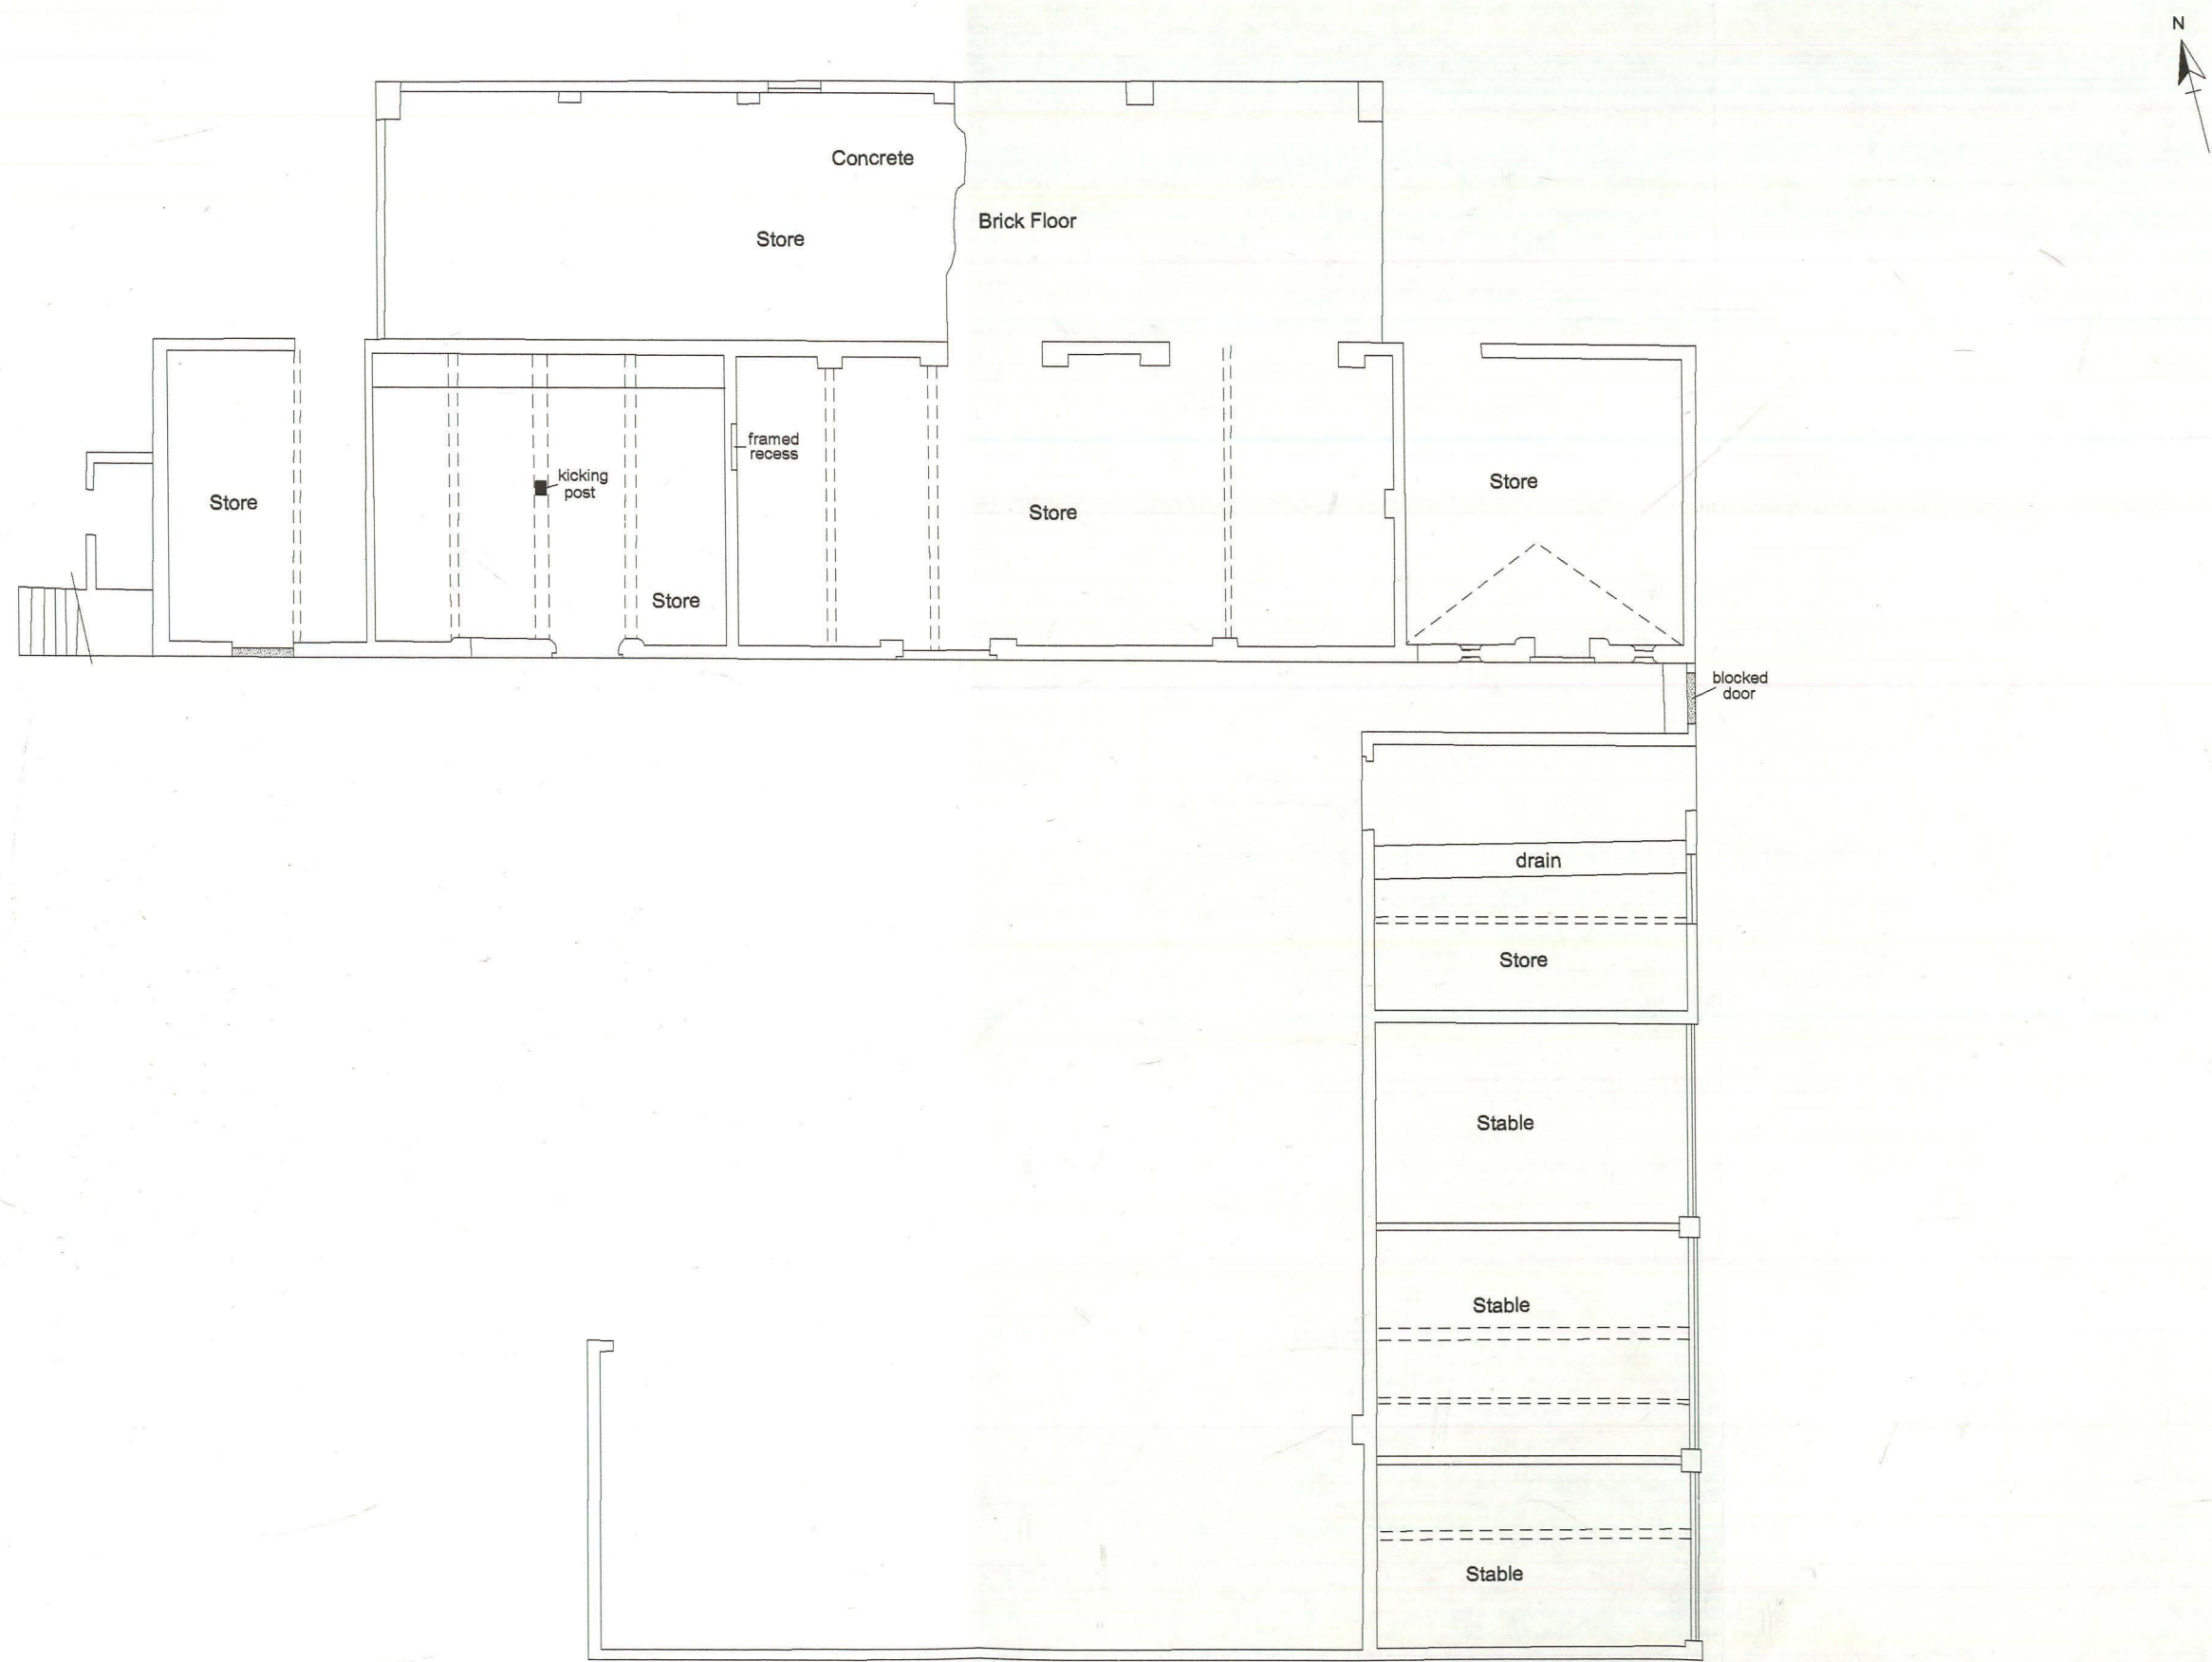 N
Concrete
Brick Floor
Store
framed
recess
kicking
post
Store
Store
Store
Store
Store
blocked
door
drain
Store
Stable
Stable
Stable